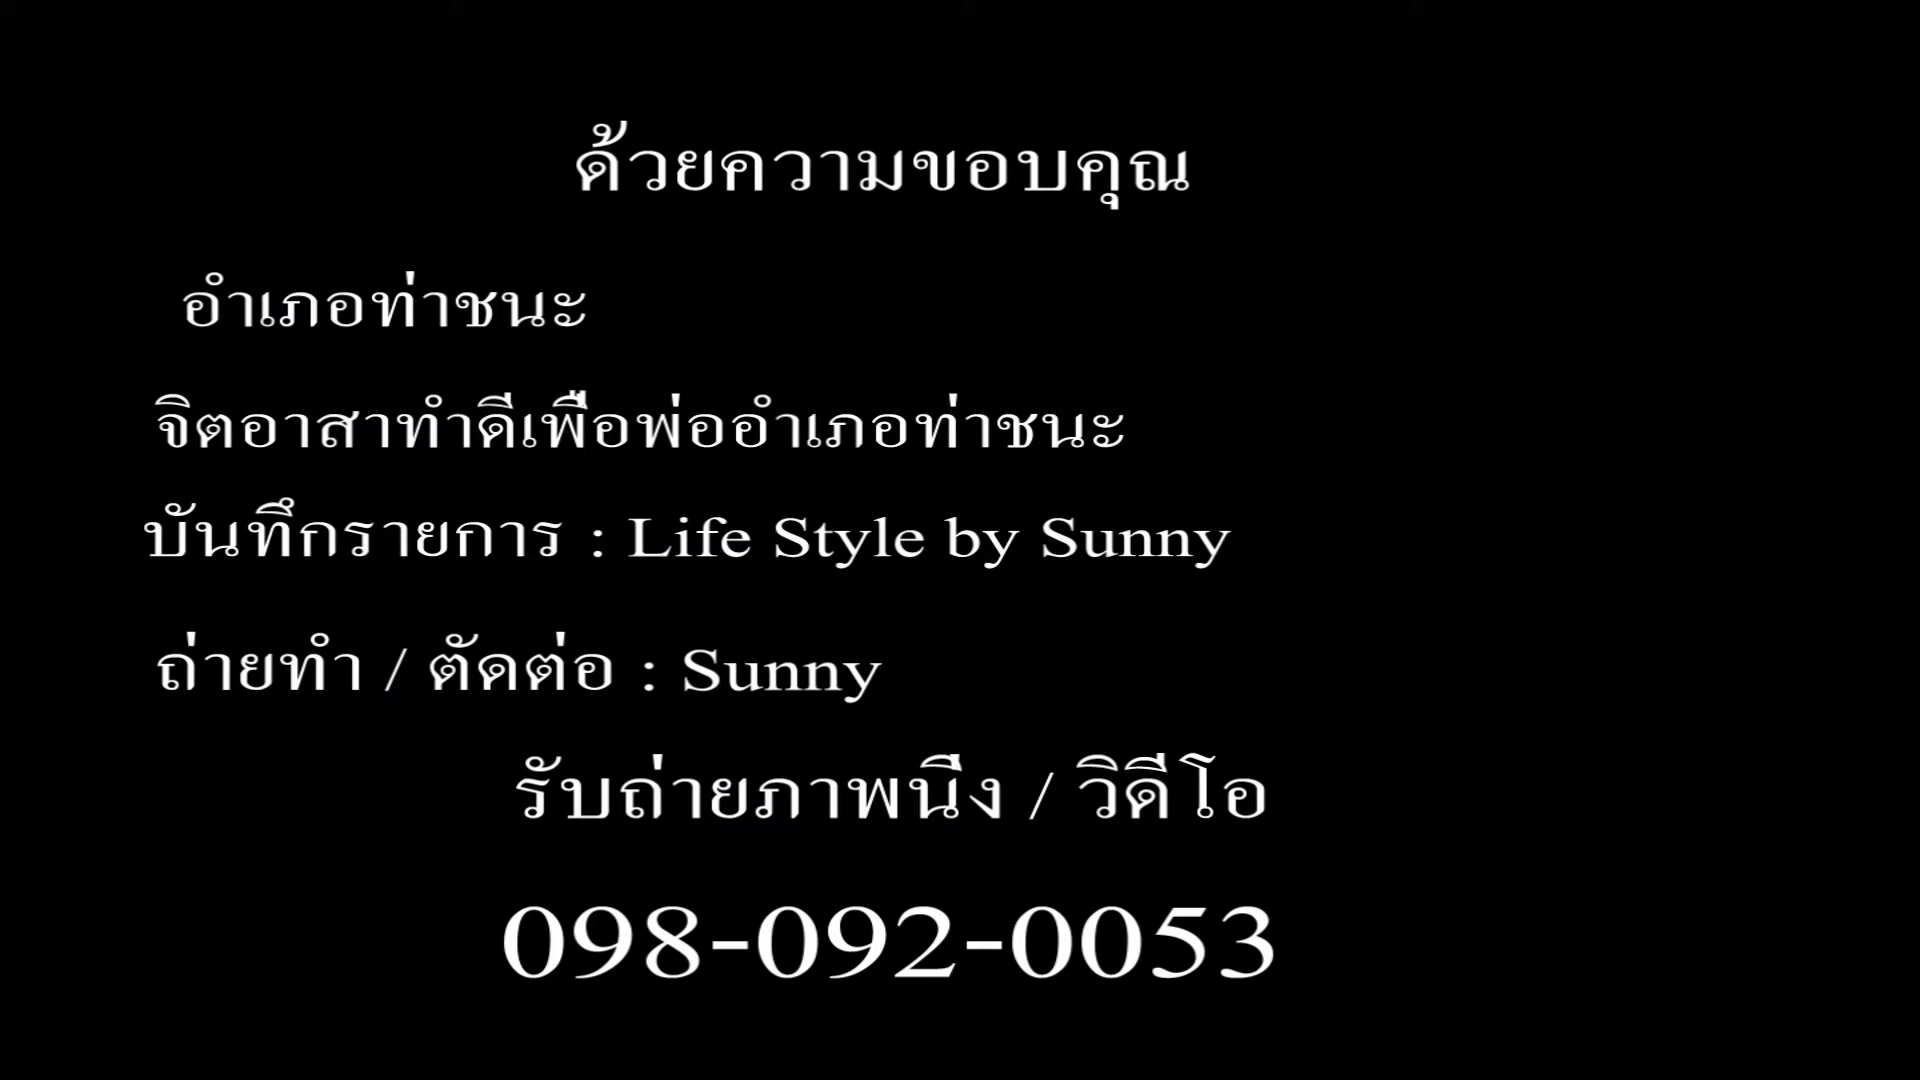 ด้วยความขอบคุณ
อำเภอท่าชนะ
จิตอาสาทำดีเพื่อพ่ออำเภอท่าชนะ
บันทึกรายการ : Life Style by Sunny
ถ่ายทำ / ตัดต่อ : Sunny
รับถ่ายภาพนื่ง / วิดีโอ
098-092-0053